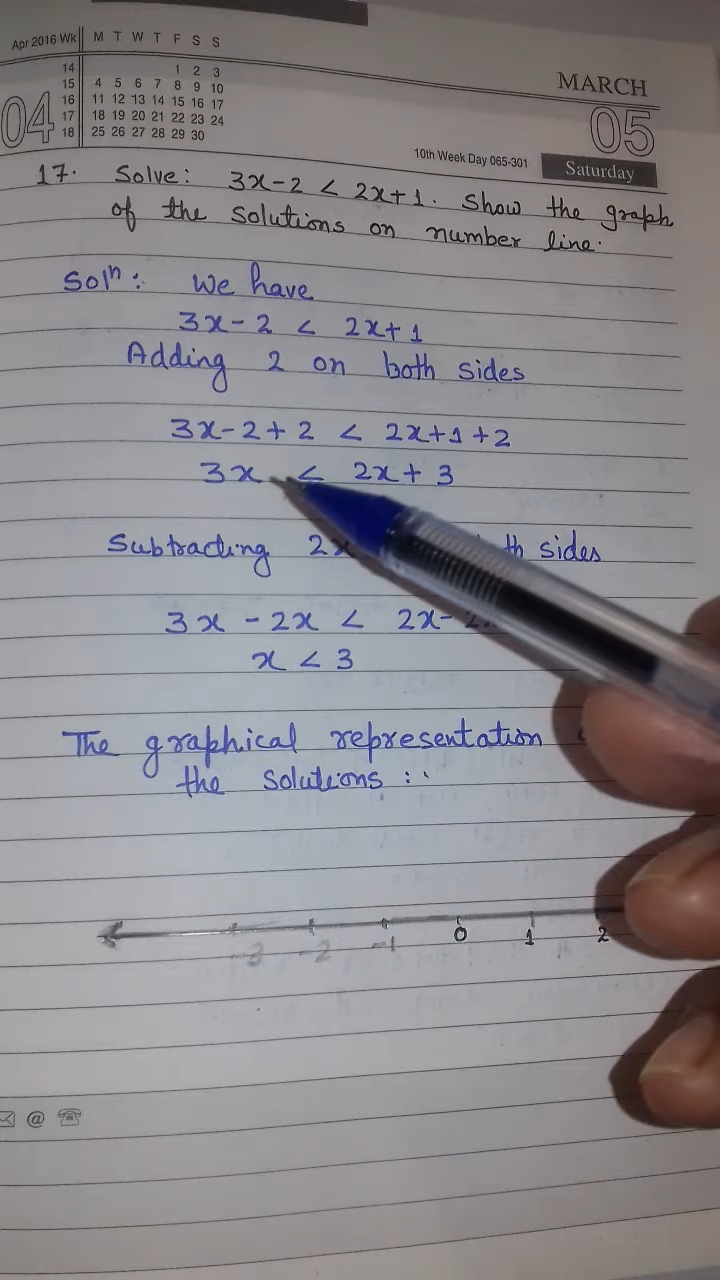 Apr 2016 Wk M T W T F S S
14 1 2 3
15 4 5 6 7 8 9 10
16 11 12 13 14 15 16 17
17 18 19 20 21 22 23 24
18 25 26 27 28 29 30
04
MARCH
05
10th Week Day 065-301 Saturday
17. Solve: 3x-2 < 2x+1. Show the graph
of the solutions on number line.
Solⁿ: We have
3x-2 < 2x+1
Adding 2 on both sides
3x-2+2 < 2x+1+2
3x < 2x+3
Subtracting 2x th sides
3x - 2x < 2x-
x < 3
The graphical representation
the solutions :
-3 -2 -1 0 1 2
@